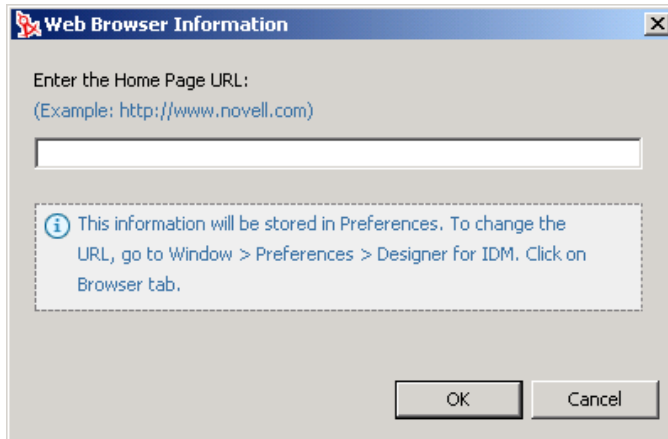 Web Browser Information
Enter the Home Page URL:
(Example: http://www.novell.com)
This information will be stored in Preferences. To change the
URL, go to Window > Preferences > Designer for IDM. Click on
Browser tab.
OK Cancel